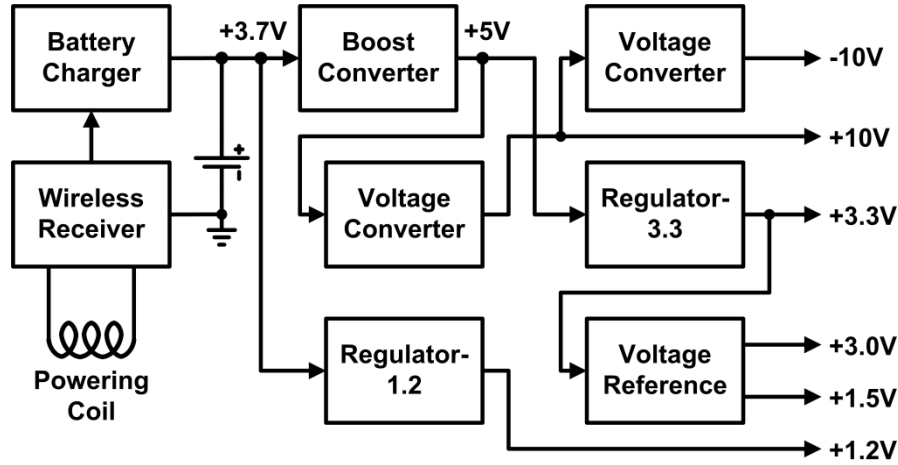 Battery
Charger
+3.7V
Boost
Converter
+5V
Voltage
Converter
-10V
+10V
Wireless
Receiver
+
-
Voltage
Converter
Regulator-
3.3
+3.3V
Powering
Coil
Regulator-
1.2
Voltage
Reference
+3.0V
+1.5V
+1.2V